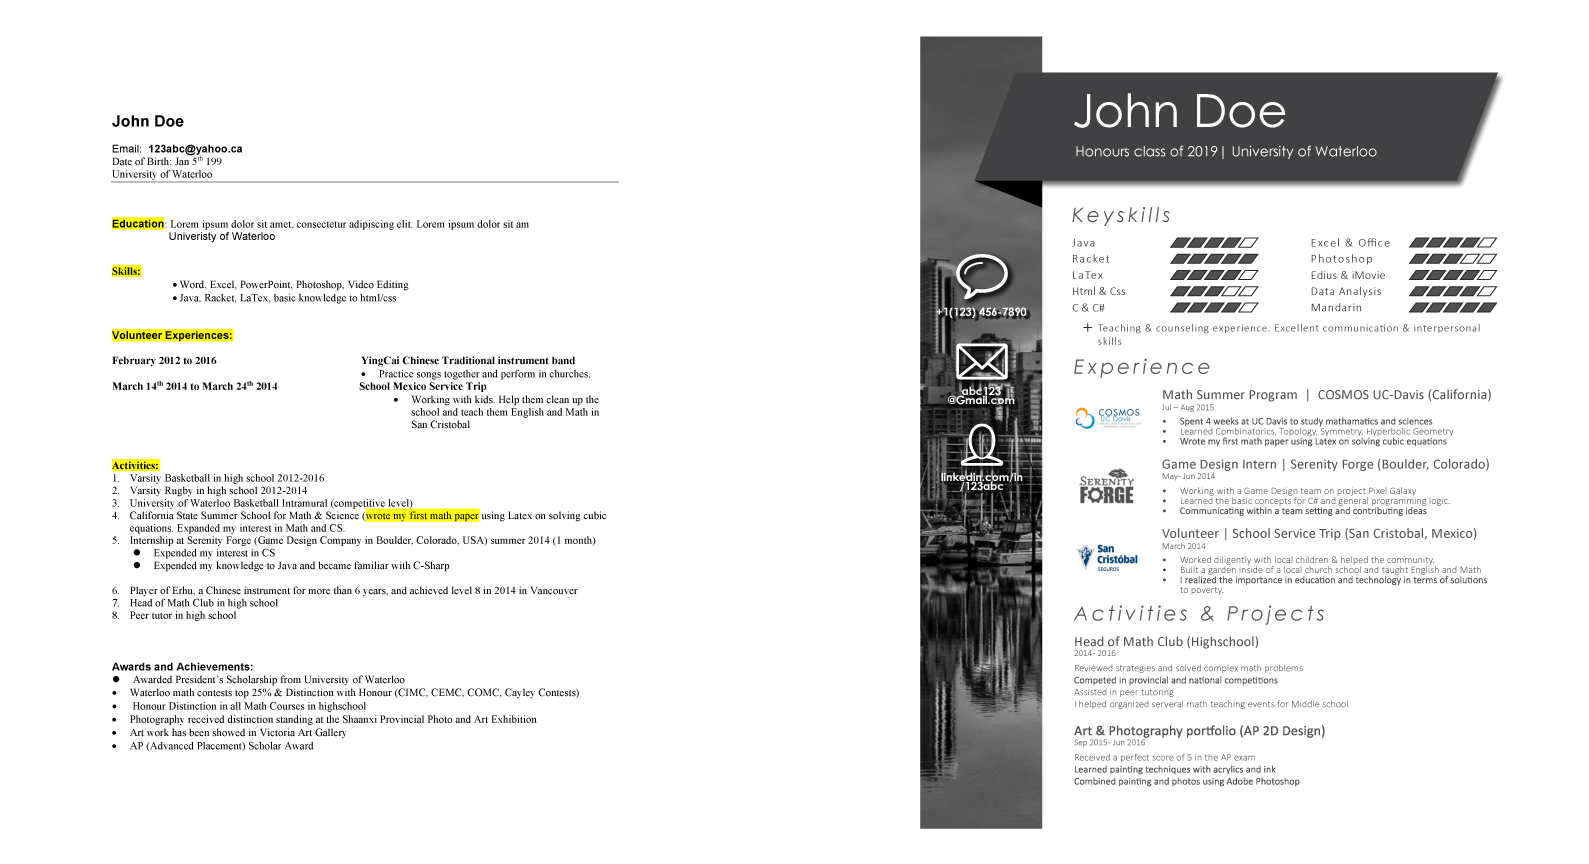 John Doe
Email: 123abc@yahoo.ca
Date of Birth: Jan 5th 199
University of Waterloo
Education: Lorem ipsum dolor sit amet, consectetur adipiscing elit. Lorem ipsum dolor sit am
Univeristy of Waterloo
Skills:
• Word, Excel, PowerPoint, Photoshop, Video Editing
• Java, Racket, LaTex, basic knowledge to html/css
Volunteer Experiences:
February 2012 to 2016 YingCai Chinese Traditional instrument band
• Practice songs together and perform in churches.
March 14th 2014 to March 24th 2014 School Mexico Service Trip
• Working with kids. Help them clean up the
school and teach them English and Math in
San Cristobal
Activities:
1. Varsity Basketball in high school 2012-2016
2. Varsity Rugby in high school 2012-2014
3. University of Waterloo Basketball Intramural (competitive level)
4. California State Summer School for Math & Science (wrote my first math paper using Latex on solving cubic
equations. Expanded my interest in Math and CS.
5. Internship at Serenity Forge (Game Design Company in Boulder, Colorado, USA) summer 2014 (1 month)
● Expended my interest in CS
● Expended my knowledge to Java and became familiar with C-Sharp
6. Player of Erhu, a Chinese instrument for more than 6 years, and achieved level 8 in 2014 in Vancouver
7. Head of Math Club in high school
8. Peer tutor in high school
Awards and Achievements:
● Awarded President's Scholarship from University of Waterloo
• Waterloo math contests top 25% & Distinction with Honour (CIMC, CEMC, COMC, Cayley Contests)
• Honour Distinction in all Math Courses in highschool
• Photography received distinction standing at the Shaanxi Provincial Photo and Art Exhibition
• Art work has been showed in Victoria Art Gallery
• AP (Advanced Placement) Scholar Award
John Doe
Honours class of 2019| University of Waterloo
+1(123) 456-7890
abc123
@Gmail.com
linkedin.com/in
/123abc
Keyskills
Java Excel & Office
Racket Photoshop
LaTex Edius & iMovie
Html & Css Data Analysis
C & C# Mandarin
+ Teaching & counseling experience. Excellent communication & interpersonal
skills
Experience
COSMOS
UC Davis
Math Summer Program | COSMOS UC-Davis (California)
Jul – Aug 2015
• Spent 4 weeks at UC Davis to study mathamatics and sciences
• Learned Combinatorics, Topology, Symmetry, Hyperbolic Geometry
• Wrote my first math paper using Latex on solving cubic equations
SERENITY
FORGE
Game Design Intern | Serenity Forge (Boulder, Colorado)
May- Jun 2014
• Working with a Game Design team on project Pixel Galaxy
• Learned the basic concepts for C# and general programming logic.
• Communicating within a team setting and contributing ideas
San
Cristóbal
SEGUROS
Volunteer | School Service Trip (San Cristobal, Mexico)
March 2014
• Worked diligently with local children & helped the community.
• Built a garden inside of a local church school and taught English and Math
• I realized the importance in education and technology in terms of solutions
to poverty.
Activities & Projects
Head of Math Club (Highschool)
2014- 2016
Reviewed strategies and solved complex math problems
Competed in provincial and national competitions
Assisted in peer tutoring
I helped organized serveral math teaching events for Middle school
Art & Photography portfolio (AP 2D Design)
Sep 2015- Jun 2016
Received a perfect score of 5 in the AP exam
Learned painting techniques with acrylics and ink
Combined painting and photos using Adobe Photoshop